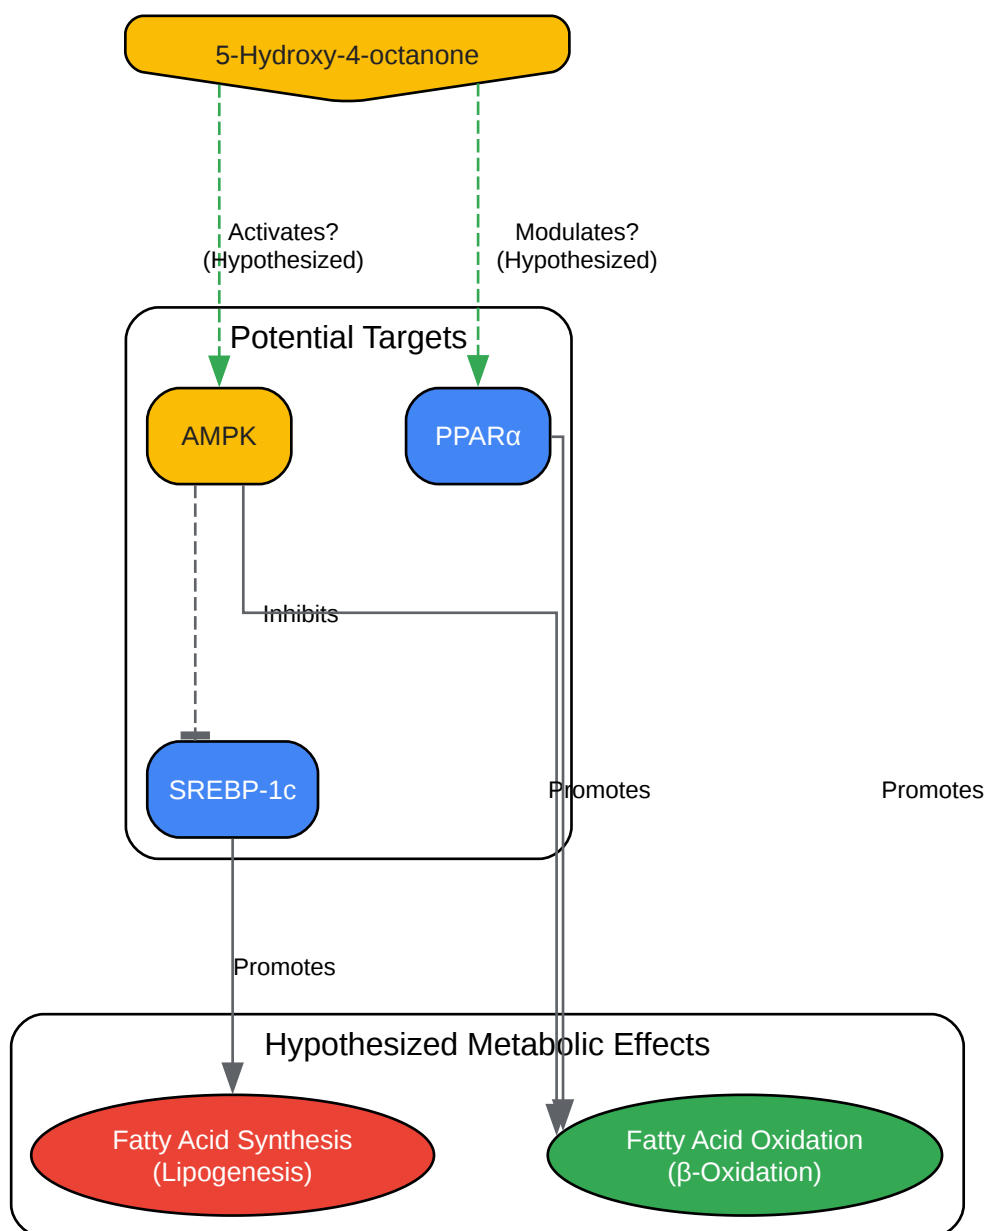 5-Hydroxy-4-octanone
Activates?
(Hypothesized)
Modulates?
(Hypothesized)
Potential Targets
AMPK
PPARα
Inhibits
SREBP-1c
Promotes
Promotes
Promotes
Hypothesized Metabolic Effects
Fatty Acid Synthesis
(Lipogenesis)
Fatty Acid Oxidation
(β-Oxidation)